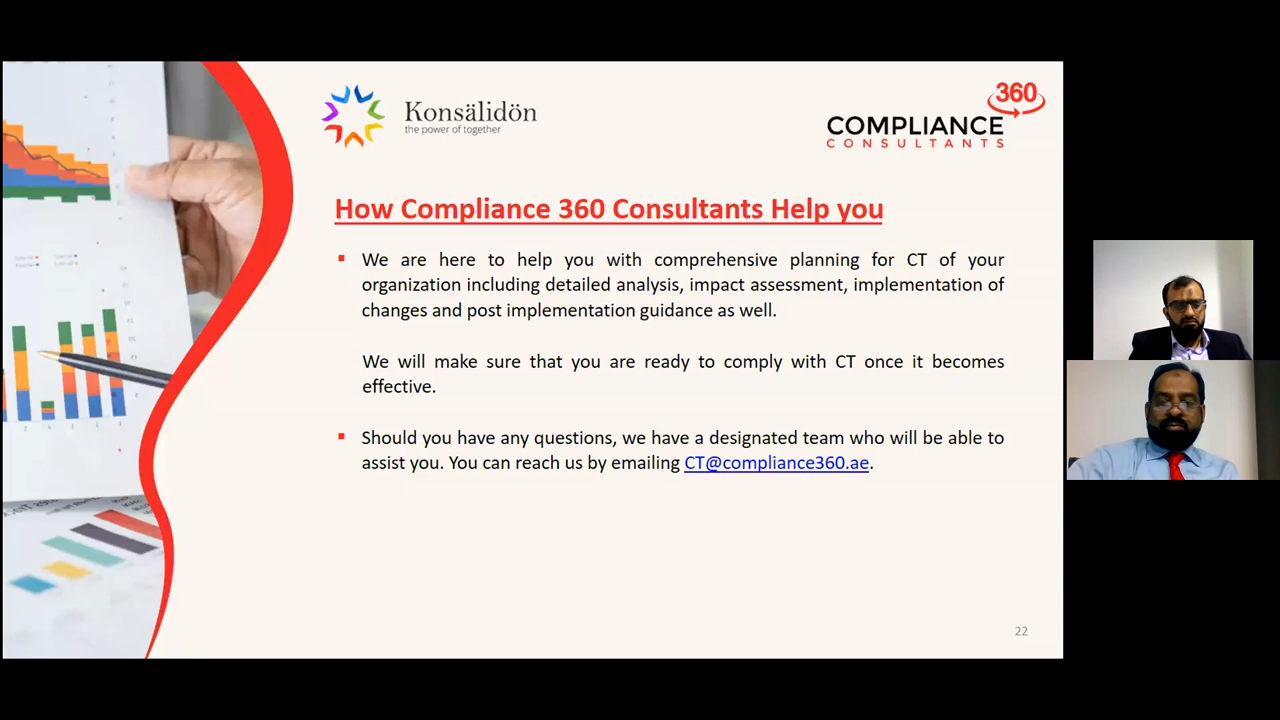 Konsälidön
the power of together
360
COMPLIANCE
CONSULTANTS
How Compliance 360 Consultants Help you
We are here to help you with comprehensive planning for CT of your
organization including detailed analysis, impact assessment, implementation of
changes and post implementation guidance as well.
We will make sure that you are ready to comply with CT once it becomes
effective.
Should you have any questions, we have a designated team who will be able to
assist you. You can reach us by emailing CT@compliance360.ae.
22